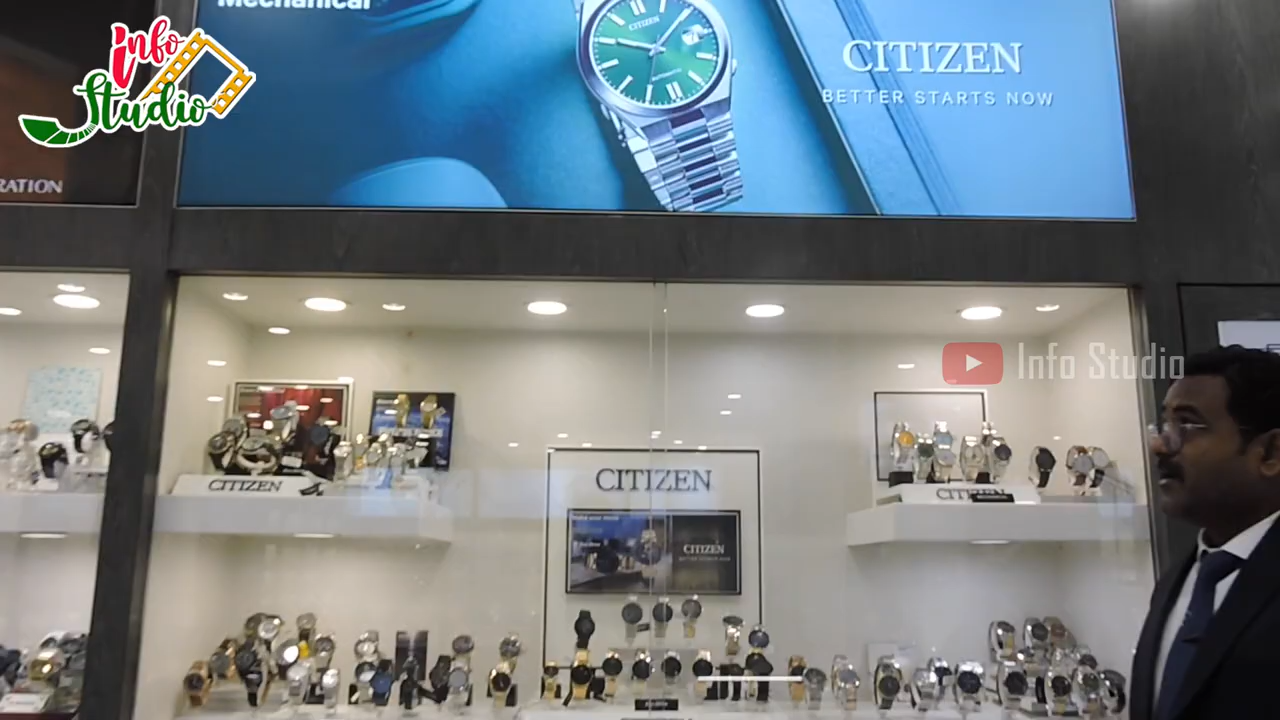 Mechanical
Info
Studio
CITIZEN
CITIZEN
BETTER STARTS NOW
RATION
Info Studio
CITIZEN
CITIZEN
CITIZEN
BETTER STARTS NOW